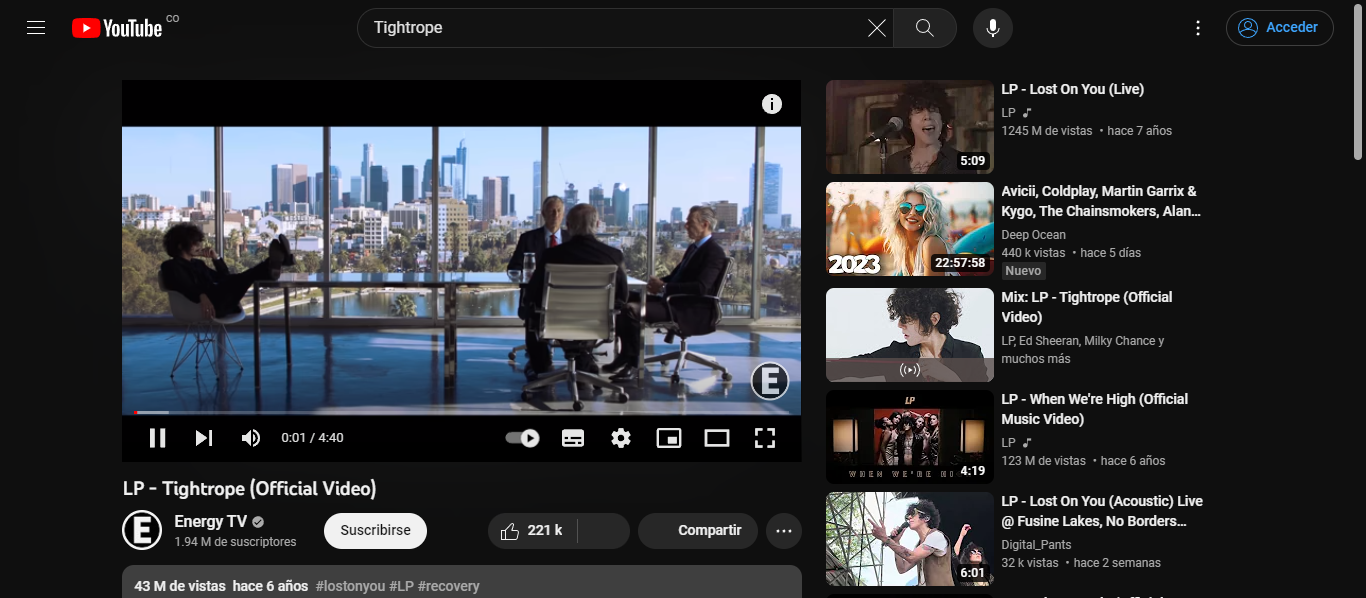 YouTube CO
Tightrope
Acceder
i
E
0:01 / 4:40
LP - Tightrope (Official Video)
E
Energy TV
1.94 M de suscriptores
Suscribirse
221 k
Compartir
43 M de vistas hace 6 años #lostonyou #LP #recovery
5:09
LP - Lost On You (Live)
LP
1245 M de vistas • hace 7 años
2023
22:57:58
Avicii, Coldplay, Martin Garrix &
Kygo, The Chainsmokers, Alan...
Deep Ocean
440 k vistas • hace 5 días
Nuevo
Mix: LP - Tightrope (Official
Video)
LP, Ed Sheeran, Milky Chance y
muchos más
LP
WHEN WE'RE HI
4:19
LP - When We're High (Official
Music Video)
LP
123 M de vistas • hace 6 años
6:01
LP - Lost On You (Acoustic) Live
@ Fusine Lakes, No Borders...
Digital_Pants
32 k vistas • hace 2 semanas